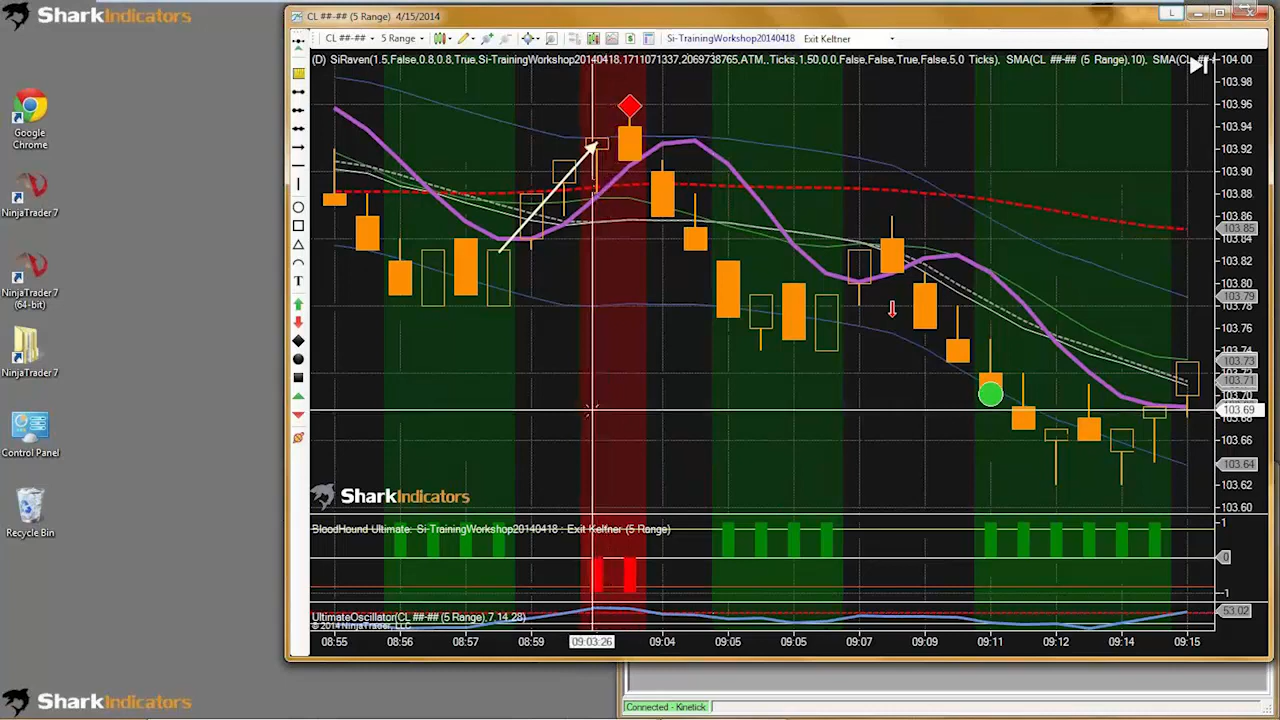 SharkIndicators
CL ##-## (5 Range)  4/15/2014
L
CL ##-##
5 Range
Si-TrainingWorkshop20140418
Exit Keltner
(D) SiRaven(1.5,False,0.8,0.8,True,Si-TrainingWorkshop20140418,1711071337,2069738765,ATM,,Ticks,1,50,0,0,False,False,True,False,5,0 Ticks), SMA(CL ##-## (5 Range),10), SMA(CL ##-#
104.00
103.98
103.96
103.94
103.92
103.90
103.88
103.86
103.85
103.84
103.82
103.80
103.79
103.78
103.76
103.74
103.73
103.71
103.70
103.69
103.66
103.64
103.62
103.60
T
Google
Chrome
NinjaTrader 7
NinjaTrader 7
(64-bit)
NinjaTrader 7
Control Panel
Recycle Bin
SharkIndicators
BloodHound Ultimate: Si-TrainingWorkshop20140418 : Exit Keltner (5 Range)
1
0
-1
UltimateOscillator(CL ##-## (5 Range),7,14,28)
© 2014 NinjaTrader, LLC
53.02
08:55
08:56
08:57
08:59
09:03:26
09:04
09:05
09:05
09:07
09:09
09:11
09:12
09:14
09:15
SharkIndicators
Connected - Kinetick